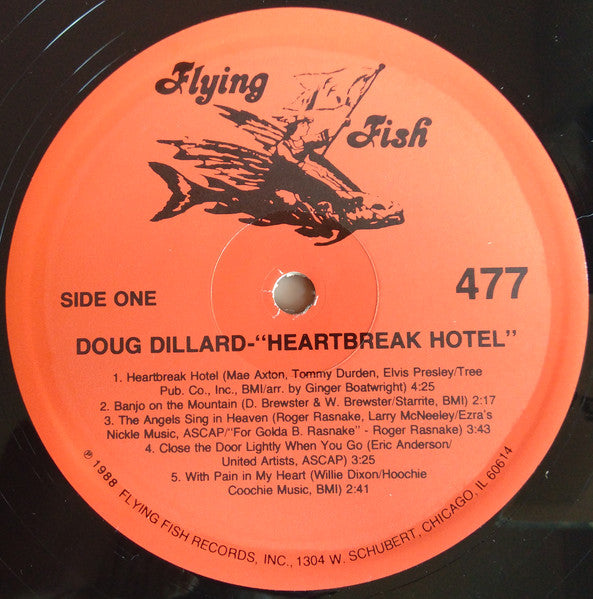 Flying
Fish
SIDE ONE
477
DOUG DILLARD-"HEARTBREAK HOTEL"
1. Heartbreak Hotel (Mae Axton, Tommy Durden, Elvis Presley/Tree
Pub. Co., Inc., BMI/arr. by Ginger Boatwright) 4:25
2. Banjo on the Mountain (D. Brewster & W. Brewster/Starrite, BMI) 2:17
3. The Angels Sing in Heaven (Roger Rasnake, Larry McNeeley/Ezra's
Nickle Music, ASCAP/"For Golda B. Rasnake" - Roger Rasnake) 3:43
4. Close the Door Lightly When You Go (Eric Anderson/
United Artists, ASCAP) 3:25
5. With Pain in My Heart (Willie Dixon/Hoochie
Coochie Music, BMI) 2:41
℗ 1988 FLYING FISH RECORDS, INC., 1304 W. SCHUBERT, CHICAGO, IL 60614